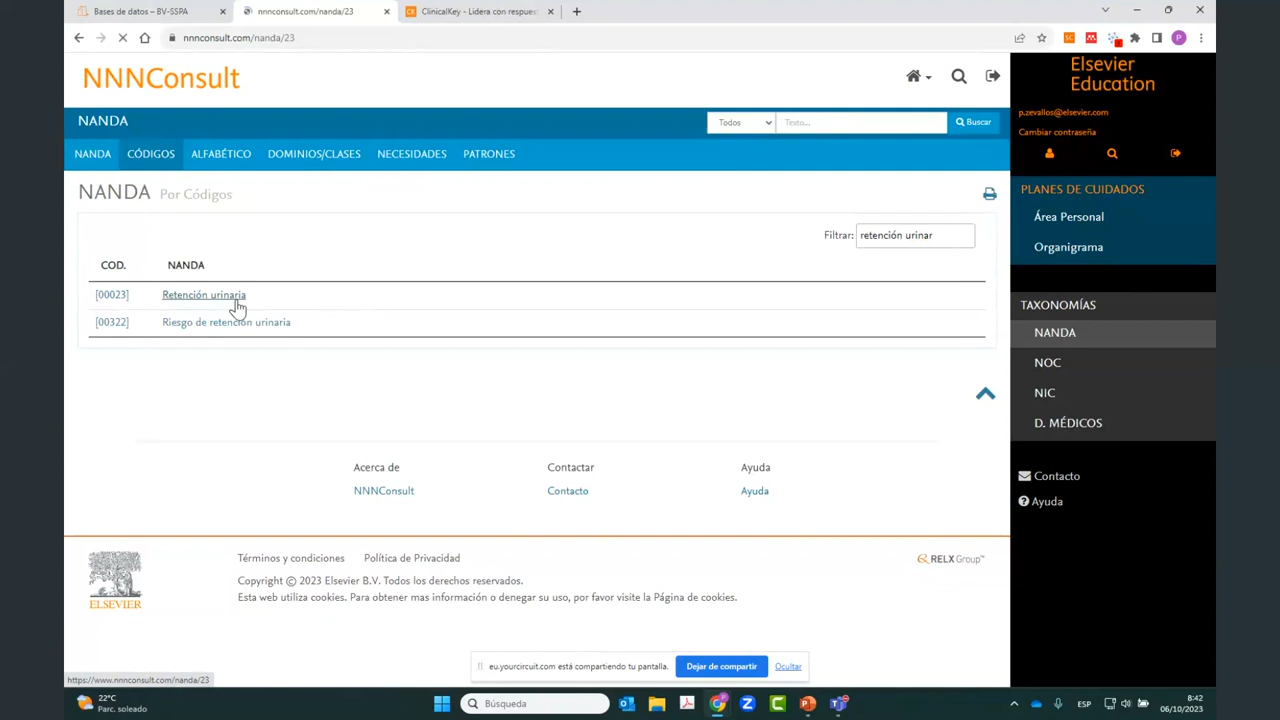 Bases de datos – BV-SSPA
nnnconsult.com/nanda/23
ClinicalKey - Lidera con respues
nnnconsult.com/nanda/23
NNNConsult
Elsevier
Education
p.zevallos@elsevier.com
Cambiar contraseña
NANDA
Todos
Texto...
Buscar
NANDA
CÓDIGOS
ALFABÉTICO
DOMINIOS/CLASES
NECESIDADES
PATRONES
NANDA Por Códigos
Filtrar: retención urinar
COD.
NANDA
[00023]
Retención urinaria
[00322]
Riesgo de retención urinaria
PLANES DE CUIDADOS
Área Personal
Organigrama
TAXONOMÍAS
NANDA
NOC
NIC
D. MÉDICOS
Contacto
Ayuda
Acerca de
Contactar
Ayuda
NNNConsult
Contacto
Ayuda
ELSEVIER
Términos y condiciones
Política de Privacidad
RELX Group™
Copyright © 2023 Elsevier B.V. Todos los derechos reservados.
Esta web utiliza cookies. Para obtener mas información o denegar su uso, por favor visite la Página de cookies.
eu.yourcircuit.com está compartiendo tu pantalla.
Dejar de compartir
Ocultar
https://www.nnnconsult.com/nanda/23
22°C
Parc. soleado
Búsqueda
ESP
8:42
06/10/2023